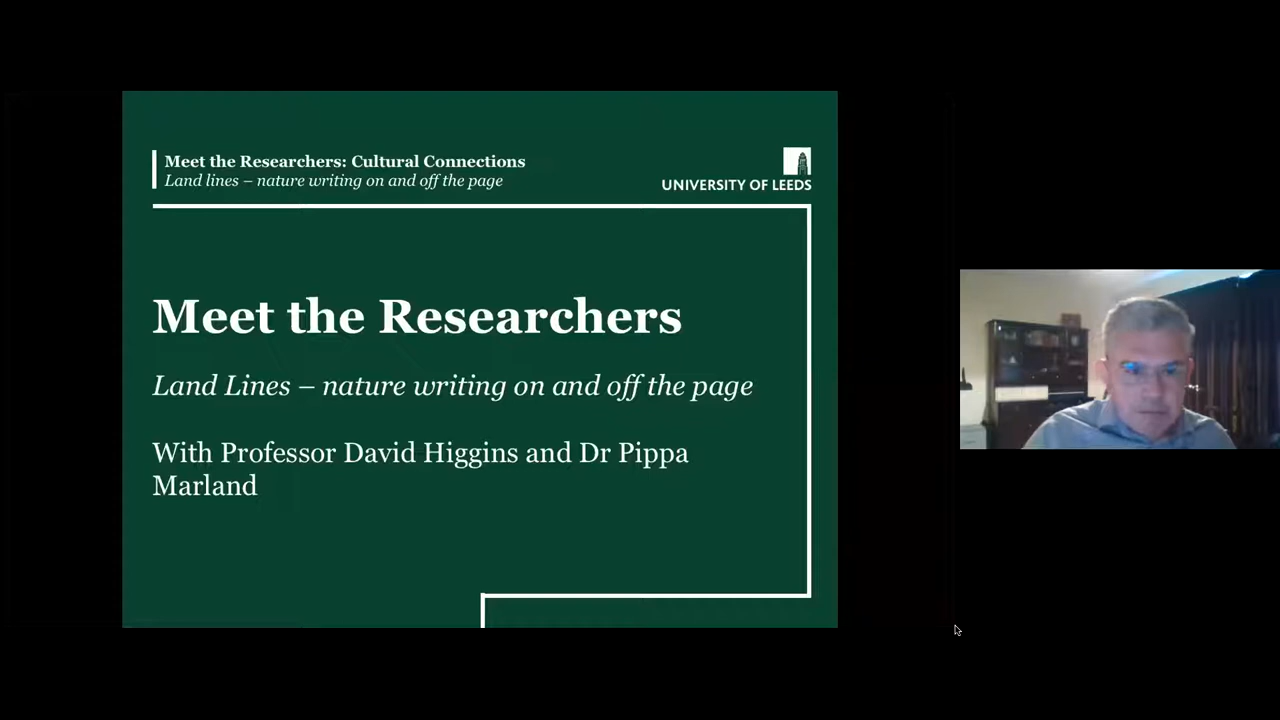 Meet the Researchers: Cultural Connections
Land lines – nature writing on and off the page
UNIVERSITY OF LEEDS
Meet the Researchers
Land Lines – nature writing on and off the page
With Professor David Higgins and Dr Pippa
Marland